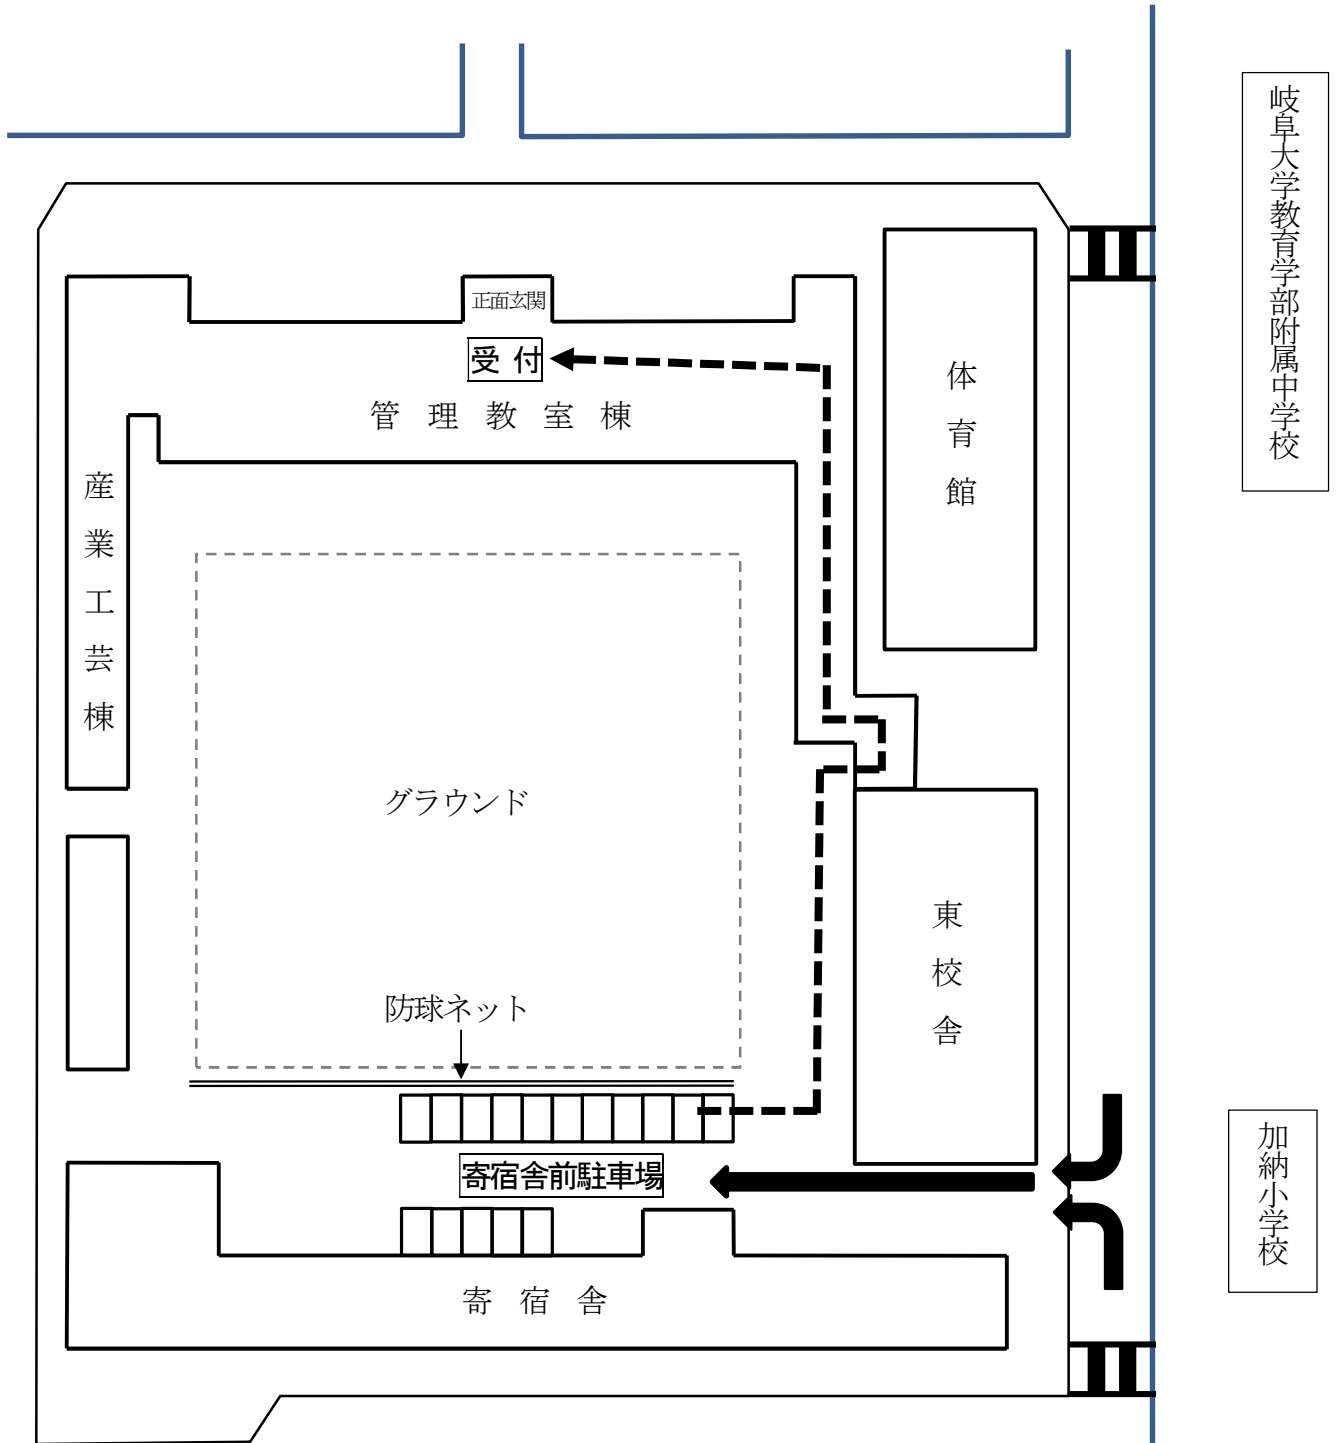 岐阜大学教育学部附属中学校
正面玄関
受 付
管 理 教 室 棟
体育館
産業工芸棟
グラウンド
東校舎
防球ネット
寄宿舎前駐車場
加納小学校
寄 宿 舎